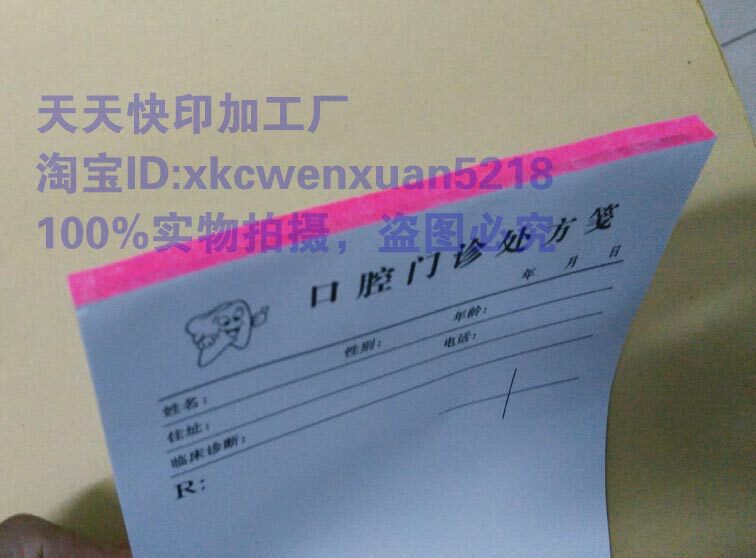 天天快印加工厂
淘宝ID:xkcwenxuan5218
100%实物拍摄，盗图必究
口腔门诊处方笺
年 月 日
姓名： 性别： 年龄：
住址： 电话：
临床诊断：
R: